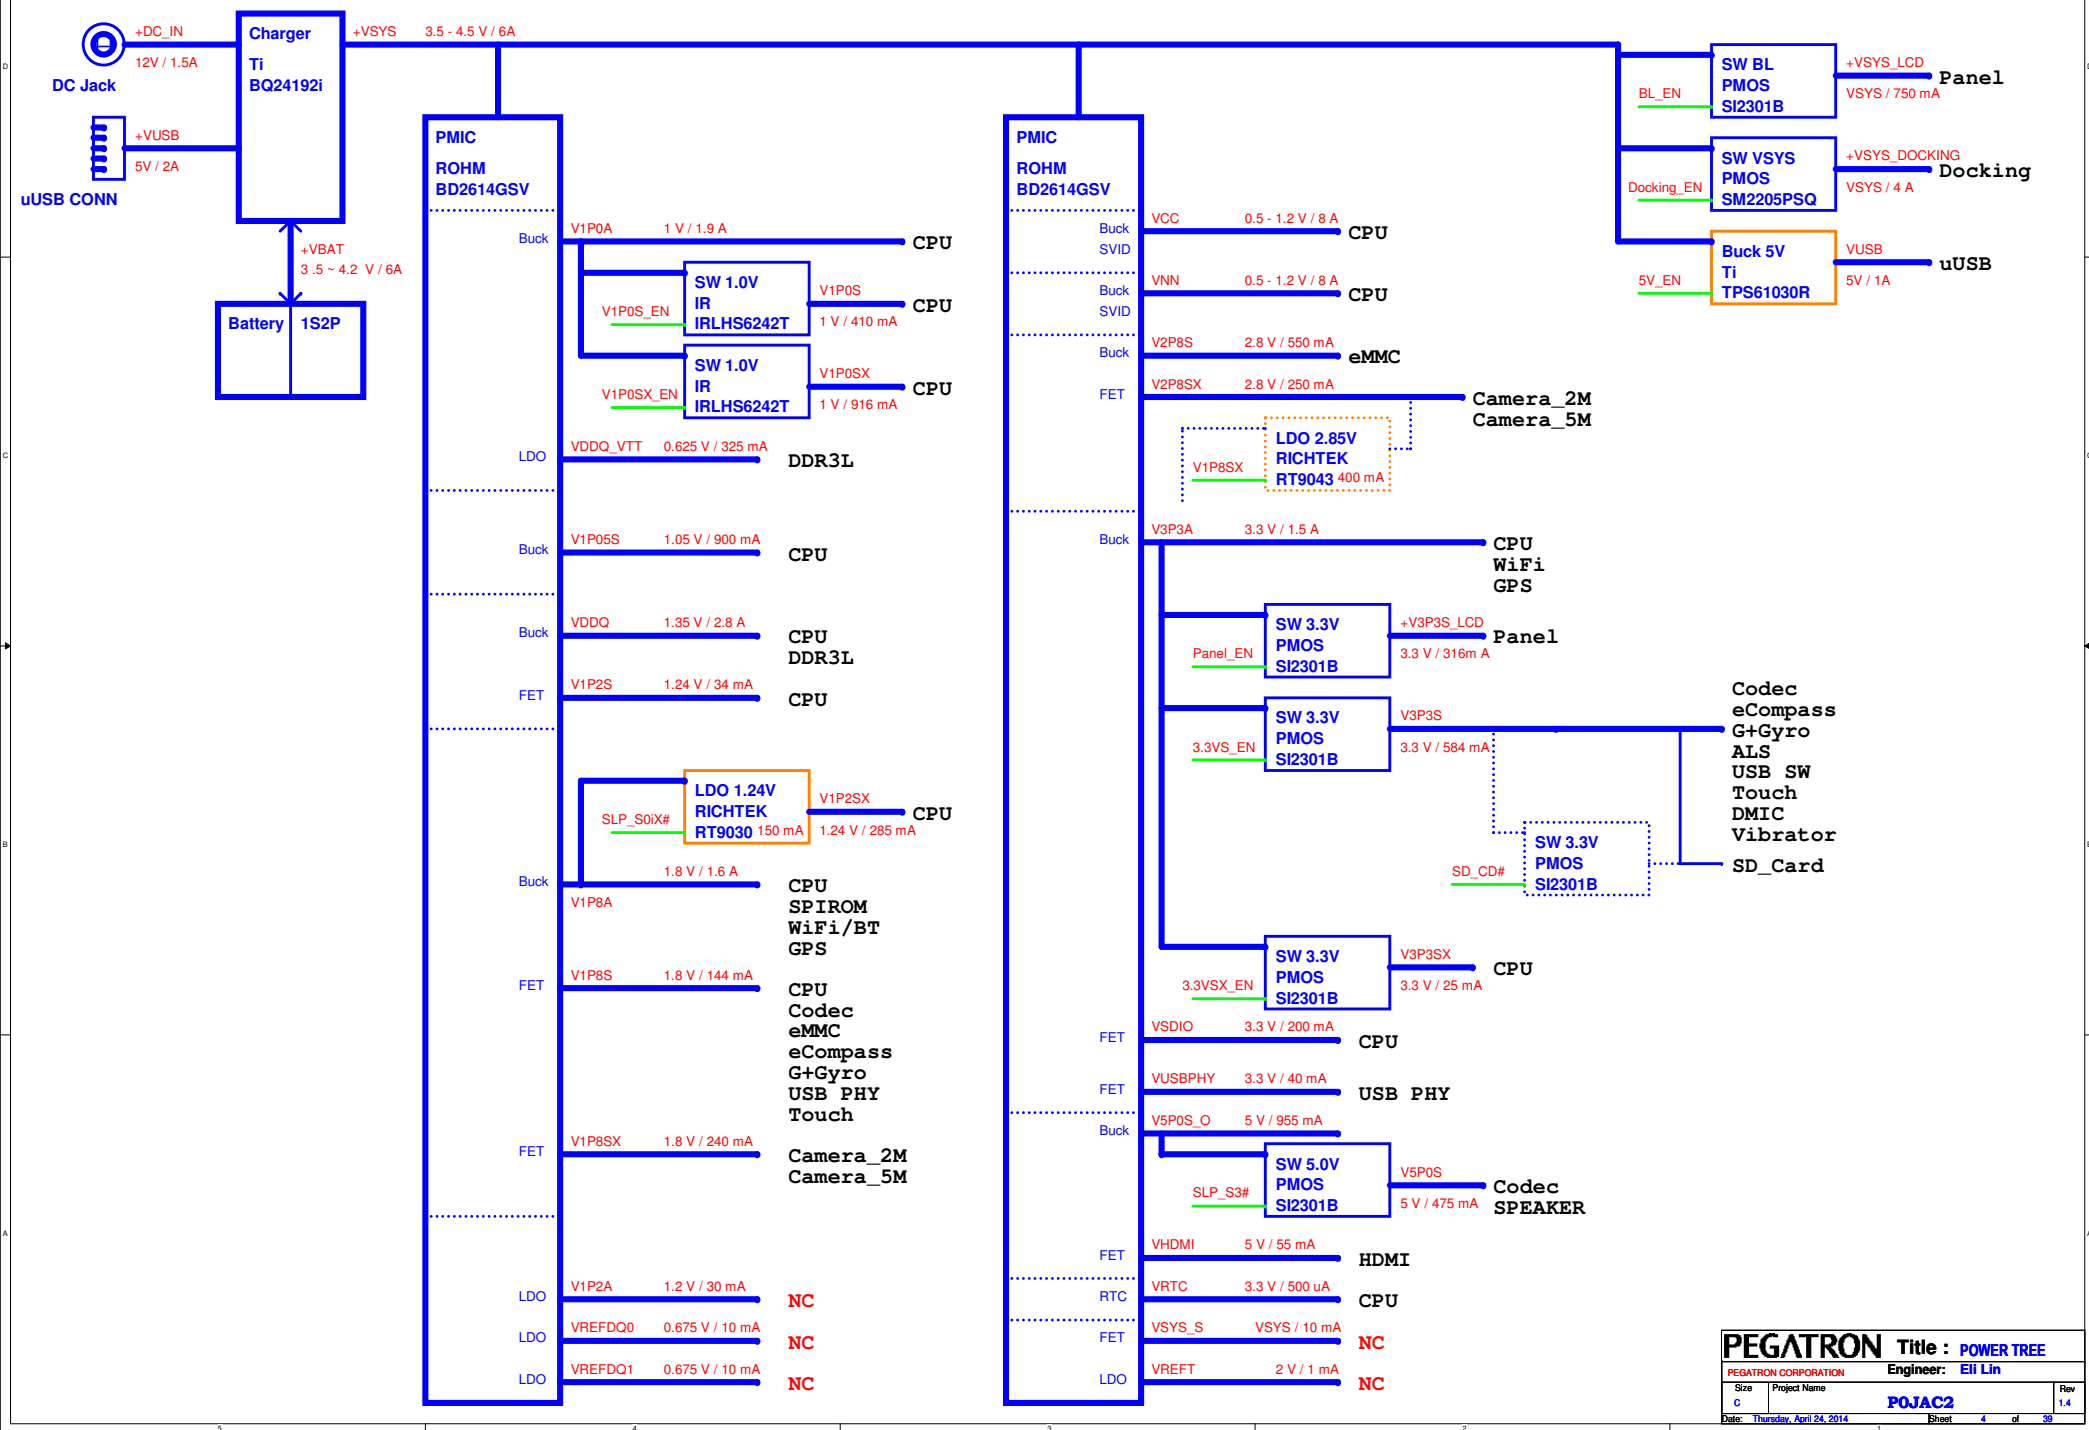 +DC_IN
12V / 1.5A
DC Jack
+VUSB
5V / 2A
uUSB CONN
Charger
Ti
BQ24192i
+VSYS 3.5 - 4.5 V / 6A
+VBAT
3 .5 ~ 4.2 V / 6A
Battery 1S2P
PMIC
ROHM
BD2614GSV
Buck V1P0A 1 V / 1.9 A CPU
SW 1.0V
IR
IRLHS6242T
V1P0S_EN
V1P0S
1 V / 410 mA
CPU
SW 1.0V
IR
IRLHS6242T
V1P0SX_EN
V1P0SX
1 V / 916 mA
CPU
LDO VDDQ_VTT 0.625 V / 325 mA DDR3L
Buck V1P05S 1.05 V / 900 mA CPU
Buck VDDQ 1.35 V / 2.8 A CPU
DDR3L
FET V1P2S 1.24 V / 34 mA CPU
LDO 1.24V
RICHTEK
RT9030 150 mA
SLP_S0iX#
V1P2SX
1.24 V / 285 mA
CPU
Buck 1.8 V / 1.6 A
V1P8A
CPU
SPIROM
WiFi/BT
GPS
FET V1P8S 1.8 V / 144 mA
CPU
Codec
eMMC
eCompass
G+Gyro
USB PHY
Touch
FET V1P8SX 1.8 V / 240 mA
Camera_2M
Camera_5M
LDO V1P2A 1.2 V / 30 mA NC
LDO VREFDQ0 0.675 V / 10 mA NC
LDO VREFDQ1 0.675 V / 10 mA NC
PMIC
ROHM
BD2614GSV
Buck VCC 0.5 - 1.2 V / 8 A CPU
SVID
Buck VNN 0.5 - 1.2 V / 8 A CPU
SVID
Buck V2P8S 2.8 V / 550 mA eMMC
FET V2P8SX 2.8 V / 250 mA
Camera_2M
Camera_5M
LDO 2.85V
RICHTEK
RT9043 400 mA
V1P8SX
Buck V3P3A 3.3 V / 1.5 A
CPU
WiFi
GPS
SW 3.3V
PMOS
SI2301B
Panel_EN
+V3P3S_LCD
3.3 V / 316m A
Panel
SW 3.3V
PMOS
SI2301B
3.3VS_EN
V3P3S
3.3 V / 584 mA
Codec
eCompass
G+Gyro
ALS
USB SW
Touch
DMIC
Vibrator
SD_Card
SW 3.3V
PMOS
SI2301B
SD_CD#
SW 3.3V
PMOS
SI2301B
3.3VSX_EN
V3P3SX
3.3 V / 25 mA
CPU
FET VSDIO 3.3 V / 200 mA CPU
FET VUSBPHY 3.3 V / 40 mA USB PHY
Buck V5P0S_O 5 V / 955 mA
SW 5.0V
PMOS
SI2301B
SLP_S3#
V5P0S
5 V / 475 mA
Codec
SPEAKER
FET VHDMI 5 V / 55 mA HDMI
RTC VRTC 3.3 V / 500 uA CPU
FET VSYS_S VSYS / 10 mA NC
LDO VREFT 2 V / 1 mA NC
SW BL
PMOS
SI2301B
BL_EN
+VSYS_LCD
VSYS / 750 mA
Panel
SW VSYS
PMOS
SM2205PSQ
Docking_EN
+VSYS_DOCKING
VSYS / 4 A
Docking
Buck 5V
Ti
TPS61030R
5V_EN
VUSB
5V / 1A
uUSB
PEGATRON Title : POWER TREE
PEGATRON CORPORATION Engineer: Eli Lin
Size Project Name Rev
C P0JAC2 1.4
Date: Thursday, April 24, 2014 Sheet 4 of 39
D
C
B
A
5 4 3 2 1